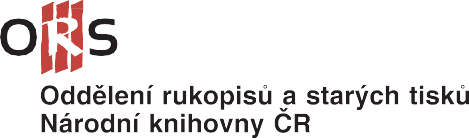 ORS
Oddělení rukopisů a starých tisků
Národní knihovny ČR